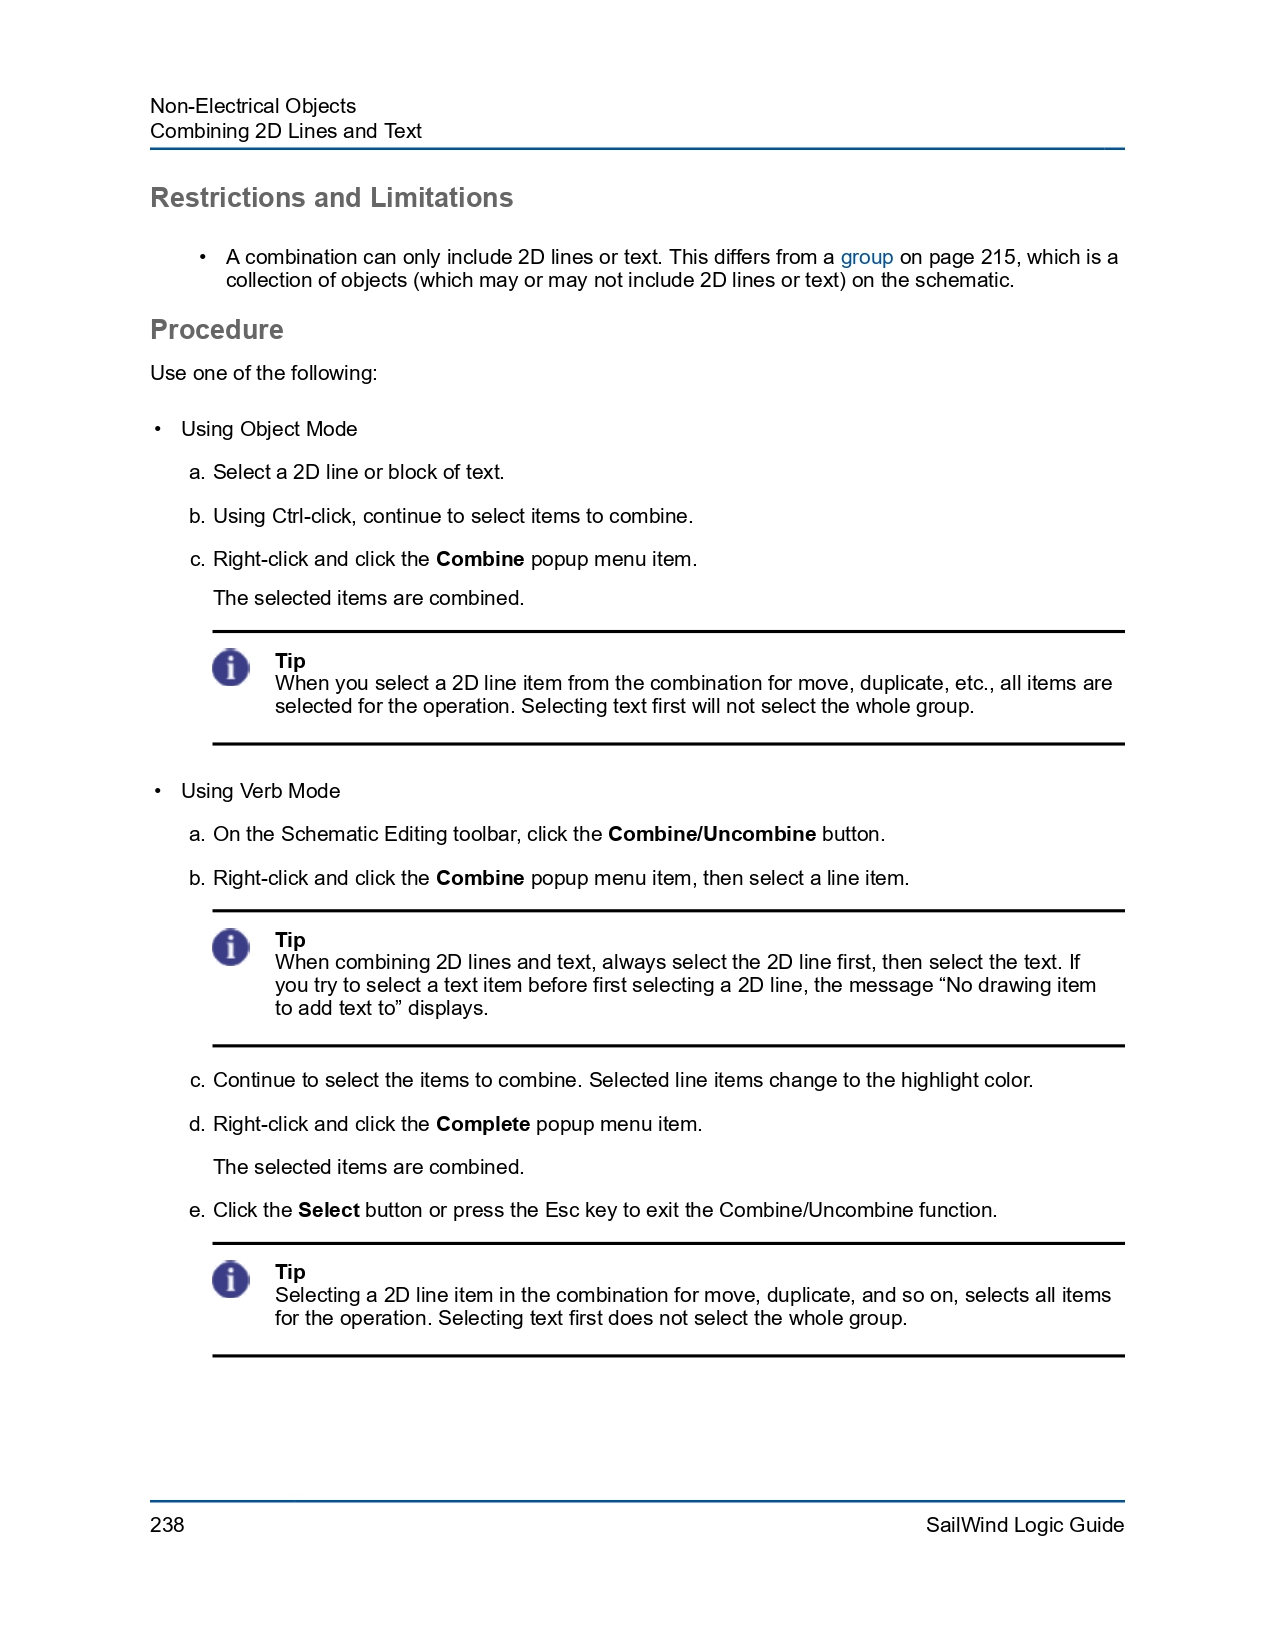 Non-Electrical Objects
Combining 2D Lines and Text
Restrictions and Limitations
• A combination can only include 2D lines or text. This differs from a group on page 215, which is a
collection of objects (which may or may not include 2D lines or text) on the schematic.
Procedure
Use one of the following:
• Using Object Mode
a. Select a 2D line or block of text.
b. Using Ctrl-click, continue to select items to combine.
c. Right-click and click the Combine popup menu item.
The selected items are combined.
Tip
When you select a 2D line item from the combination for move, duplicate, etc., all items are
selected for the operation. Selecting text first will not select the whole group.
• Using Verb Mode
a. On the Schematic Editing toolbar, click the Combine/Uncombine button.
b. Right-click and click the Combine popup menu item, then select a line item.
Tip
When combining 2D lines and text, always select the 2D line first, then select the text. If
you try to select a text item before first selecting a 2D line, the message “No drawing item
to add text to” displays.
c. Continue to select the items to combine. Selected line items change to the highlight color.
d. Right-click and click the Complete popup menu item.
The selected items are combined.
e. Click the Select button or press the Esc key to exit the Combine/Uncombine function.
Tip
Selecting a 2D line item in the combination for move, duplicate, and so on, selects all items
for the operation. Selecting text first does not select the whole group.
238 SailWind Logic Guide